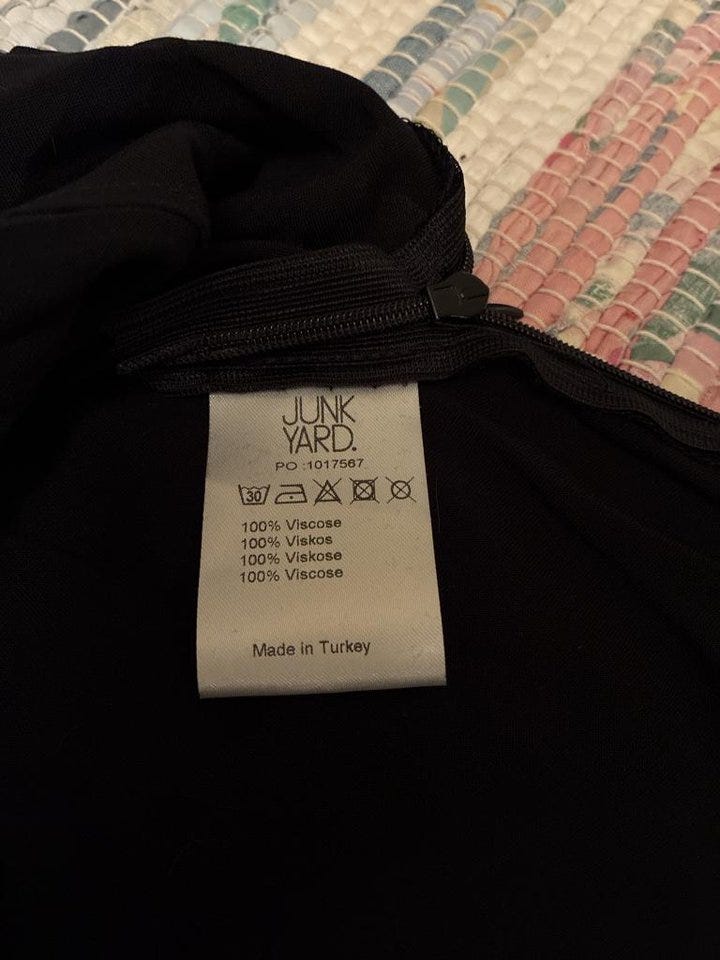 JUNK
YARD.
PO :1017567
30
100% Viscose
100% Viskos
100% Viskose
100% Viscose
Made in Turkey